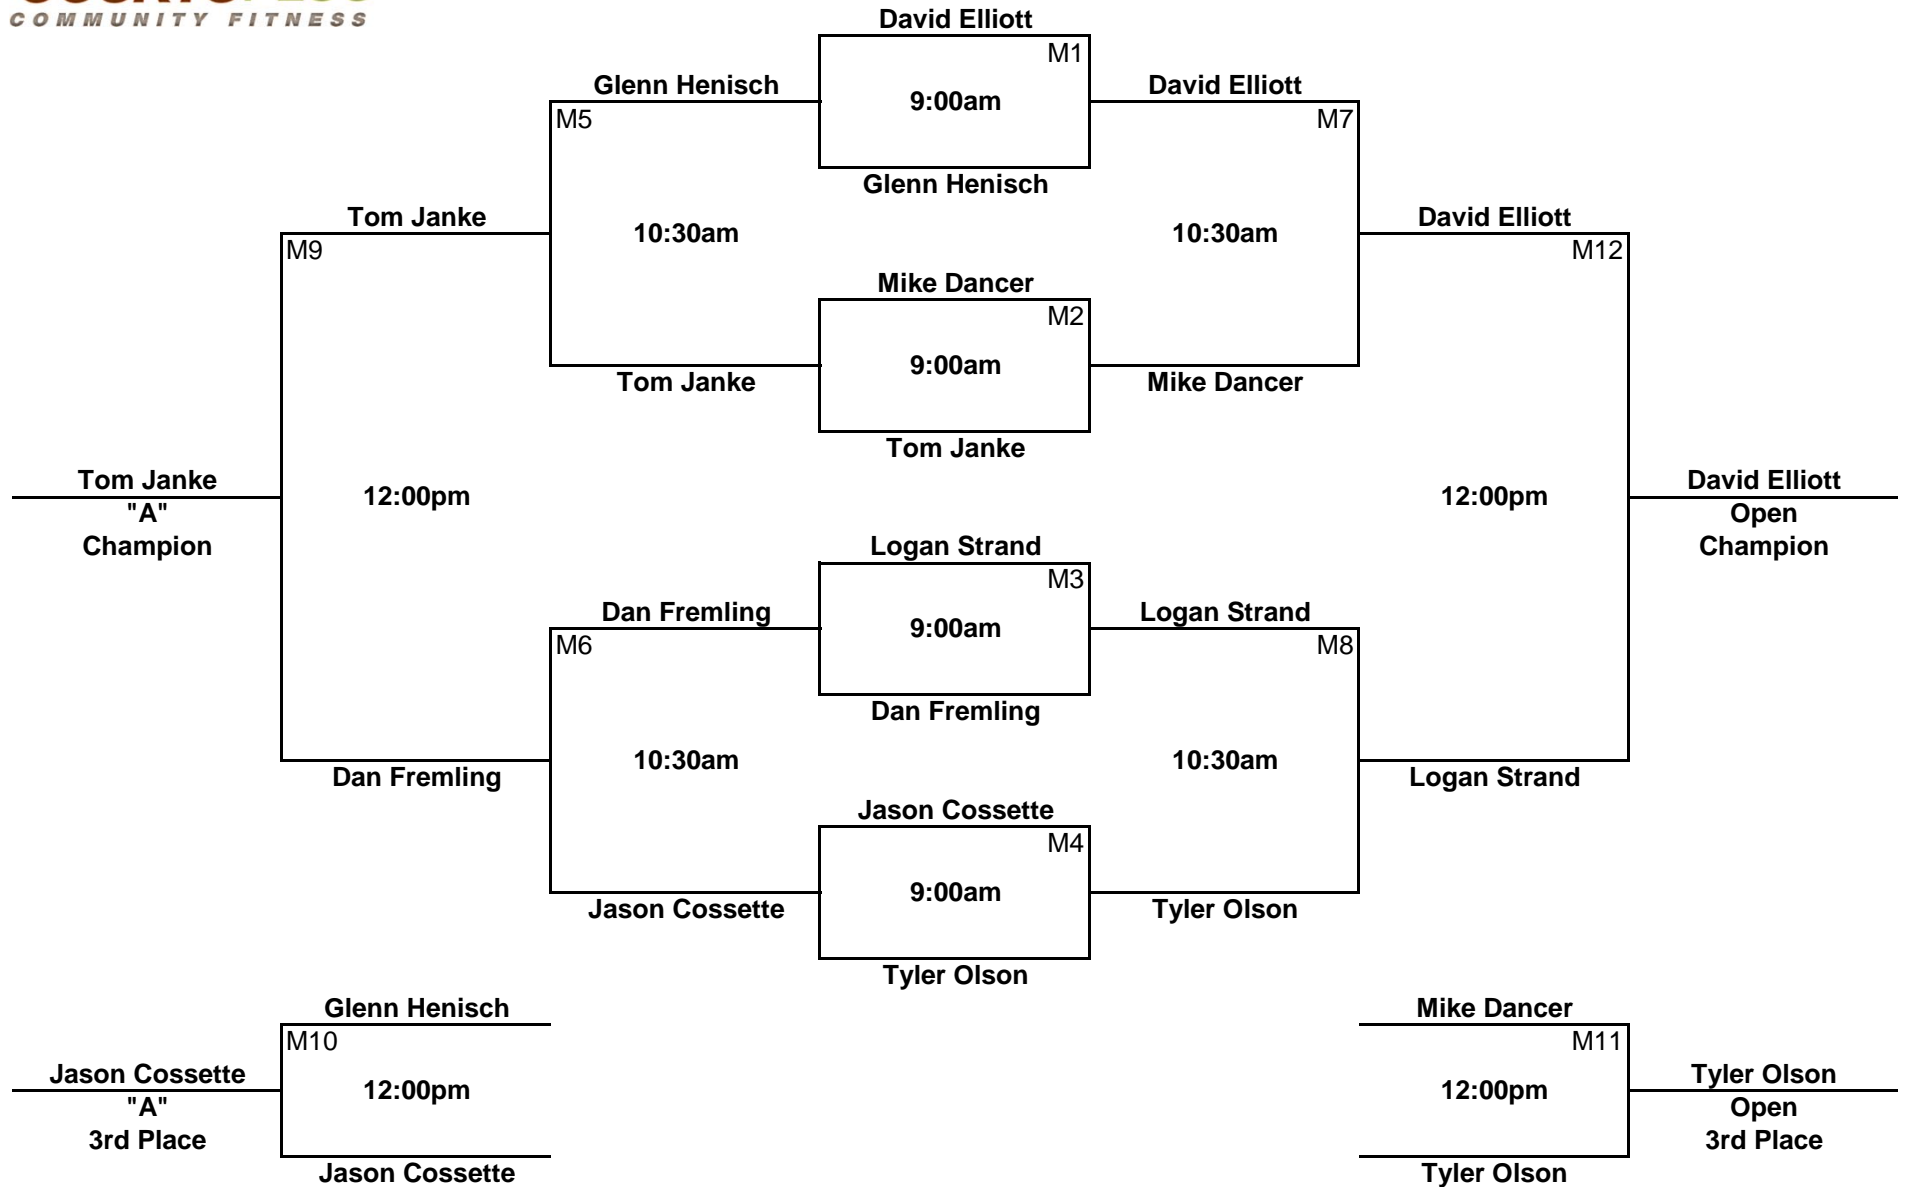 COMMUNITY FITNESS
David Elliott
M1
Glenn Henisch
9:00am
David Elliott
M5
M7
Glenn Henisch
Tom Janke
10:30am
10:30am
David Elliott
M9
M12
Mike Dancer
M2
9:00am
Tom Janke
Mike Dancer
Tom Janke
Tom Janke
12:00pm
12:00pm
David Elliott
"A"
Open
Champion
Champion
Logan Strand
M3
Dan Fremling
9:00am
Logan Strand
M6
M8
Dan Fremling
10:30am
10:30am
Dan Fremling
Logan Strand
Jason Cossette
M4
9:00am
Jason Cossette
Tyler Olson
Tyler Olson
Glenn Henisch
Mike Dancer
M10
M11
Jason Cossette
12:00pm
12:00pm
Tyler Olson
"A"
Open
3rd Place
3rd Place
Jason Cossette
Tyler Olson